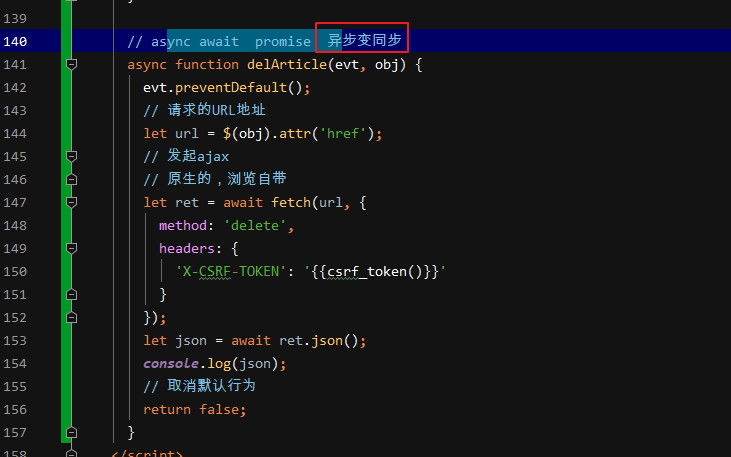 139
140 // async await  promise  异步变同步
141 async function delArticle(evt, obj) {
142 evt.preventDefault();
143 // 请求的URL地址
144 let url = $(obj).attr('href');
145 // 发起ajax
146 // 原生的，浏览自带
147 let ret = await fetch(url, {
148 method: 'delete',
149 headers: {
150 'X-CSRF-TOKEN': '{{csrf_token()}}'
151 }
152 });
153 let json = await ret.json();
154 console.log(json);
155 // 取消默认行为
156 return false;
157 }
158 </script>